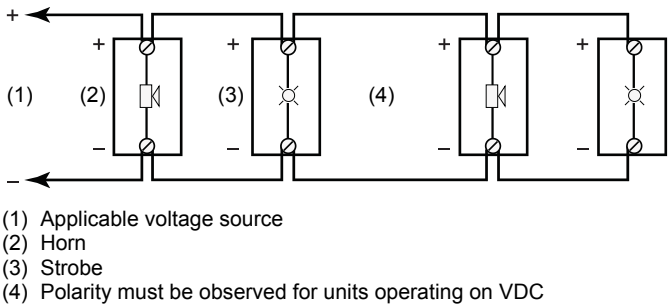 +
+ + + +
(1) (2) (3) (4)
– – – –
–
(1) Applicable voltage source
(2) Horn
(3) Strobe
(4) Polarity must be observed for units operating on VDC